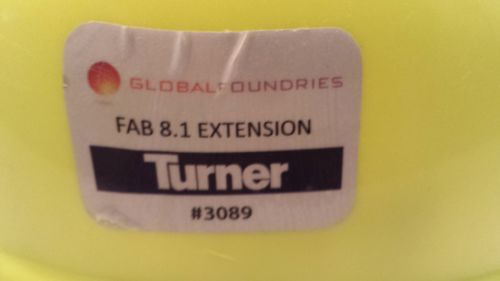 GLOBALFOUNDRIES
FAB 8.1 EXTENSION
Turner
#3089